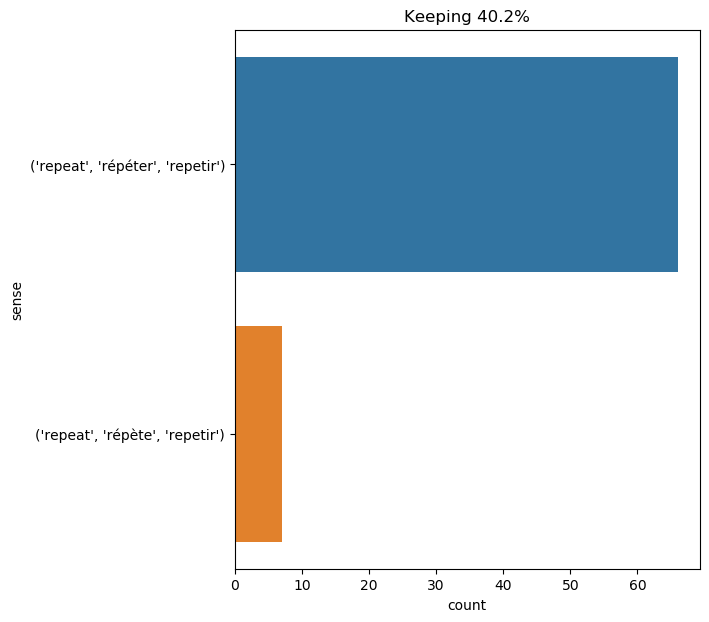 Keeping 40.2%
('repeat', 'répéter', 'repetir')
('repeat', 'répète', 'repetir')
sense
0 10 20 30 40 50 60
count